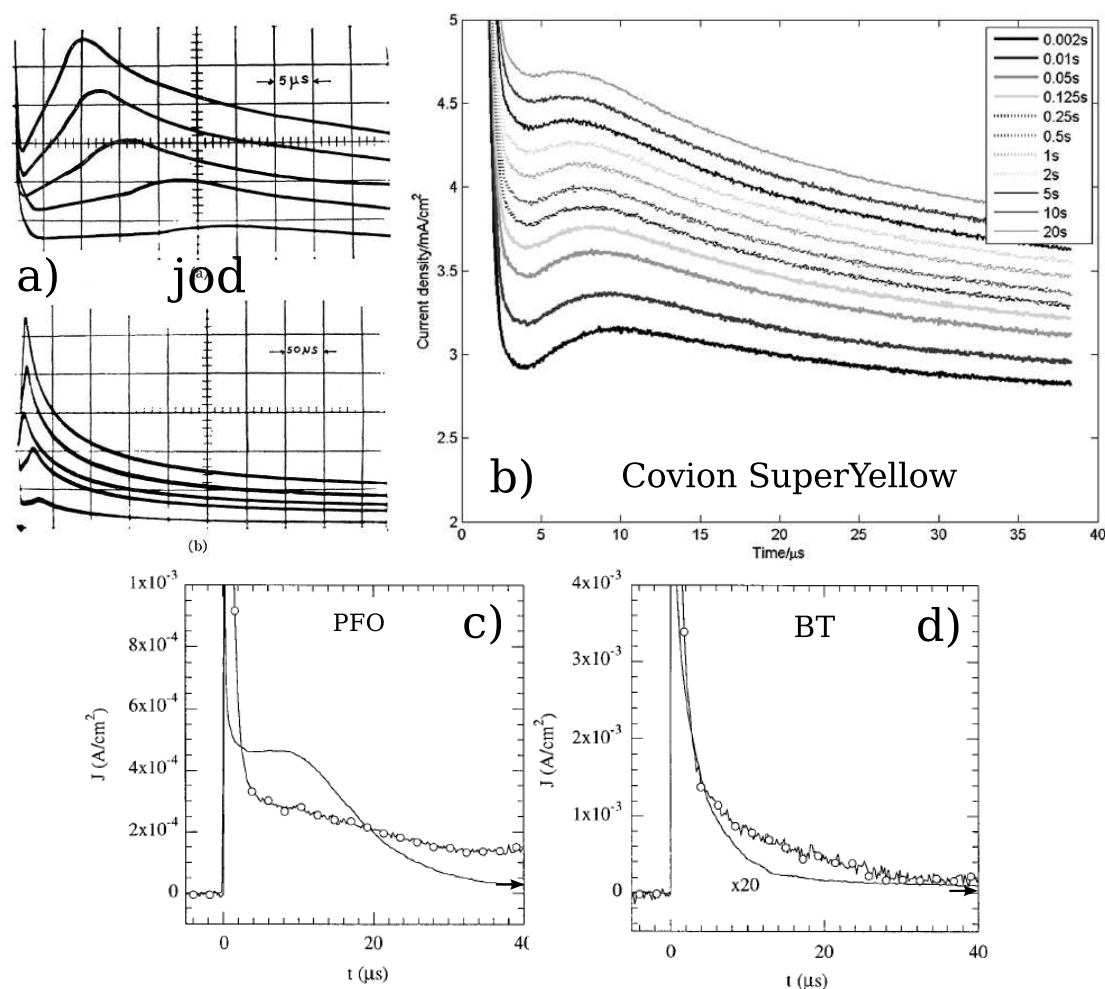 5 μs
(a)
a)
jod
50 μs
(b)
5
4.5
4
3.5
3
2.5
2
0
5
10
15
20
25
30
35
40
Current density/mA/cm²
Time/μs
0.002s
0.01s
0.05s
0.125s
0.25s
0.5s
1s
2s
5s
10s
20s
b)
Covion SuperYellow
1x10⁻³
8x10⁻⁴
6x10⁻⁴
4x10⁻⁴
2x10⁻⁴
0
J (A/cm²)
PFO
c)
0
20
40
t (μs)
4x10⁻³
3x10⁻³
2x10⁻³
1x10⁻³
0
J (A/cm²)
BT
d)
x20
0
20
40
t (μs)